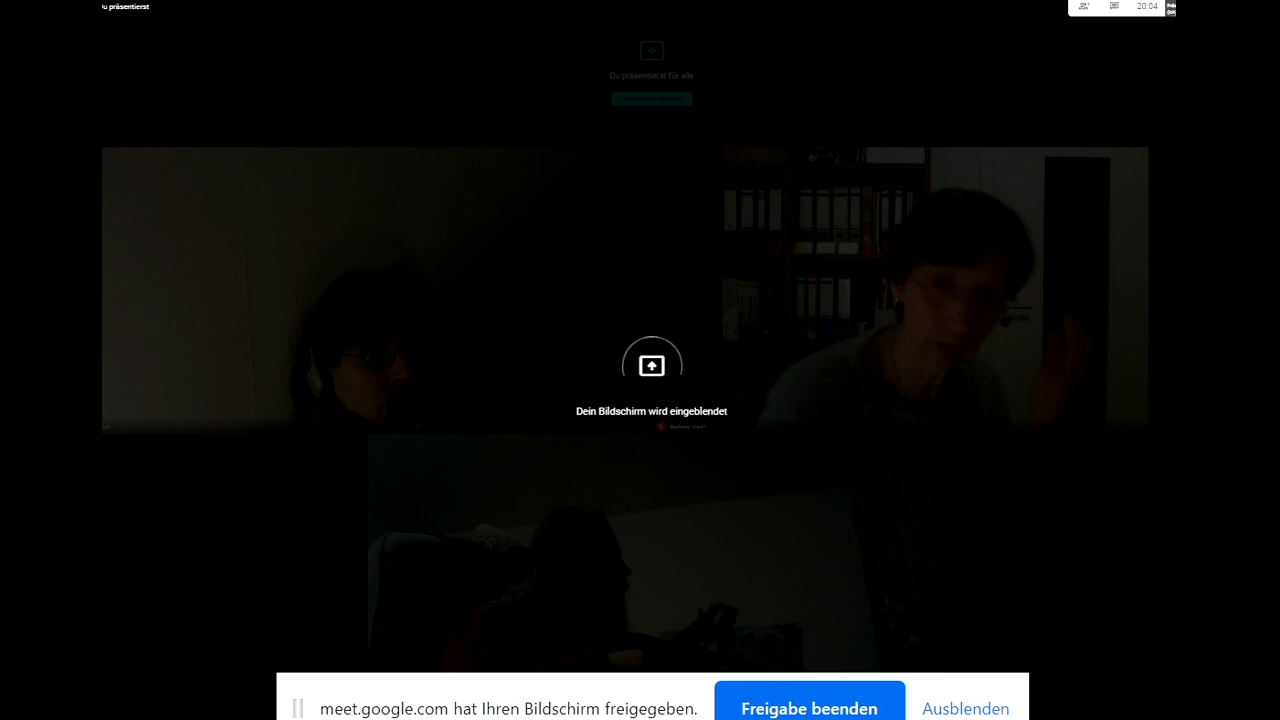 präsentierst
20:04
Du präsentierst für alle
Dein Bildschirm wird eingeblendet
meet.google.com hat Ihren Bildschirm freigegeben.
Freigabe beenden
Ausblenden